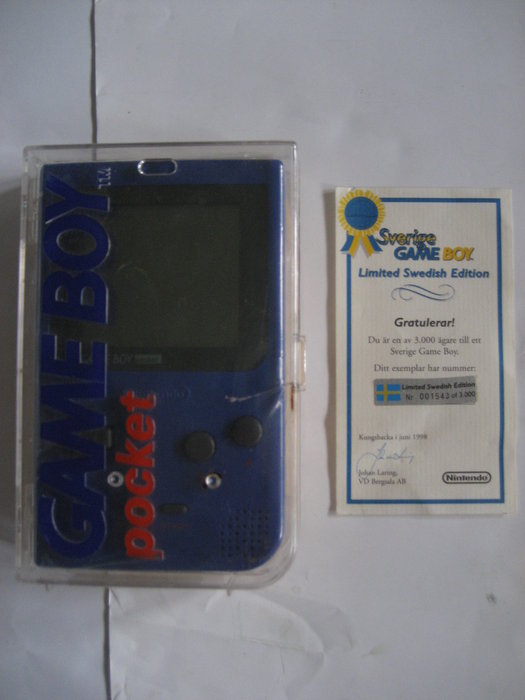 GAME BOY
pocket
Sverige
GAME BOY
Limited Swedish Edition
Gratulerar!
Du är en av 3.000 ägare till ett
Sverige Game Boy.
Ditt exemplar har nummer:
Limited Swedish Edition
Nr 001542 of 3.000
Kungsbacka i juni 1998
VD Bergsala AB
Nintendo